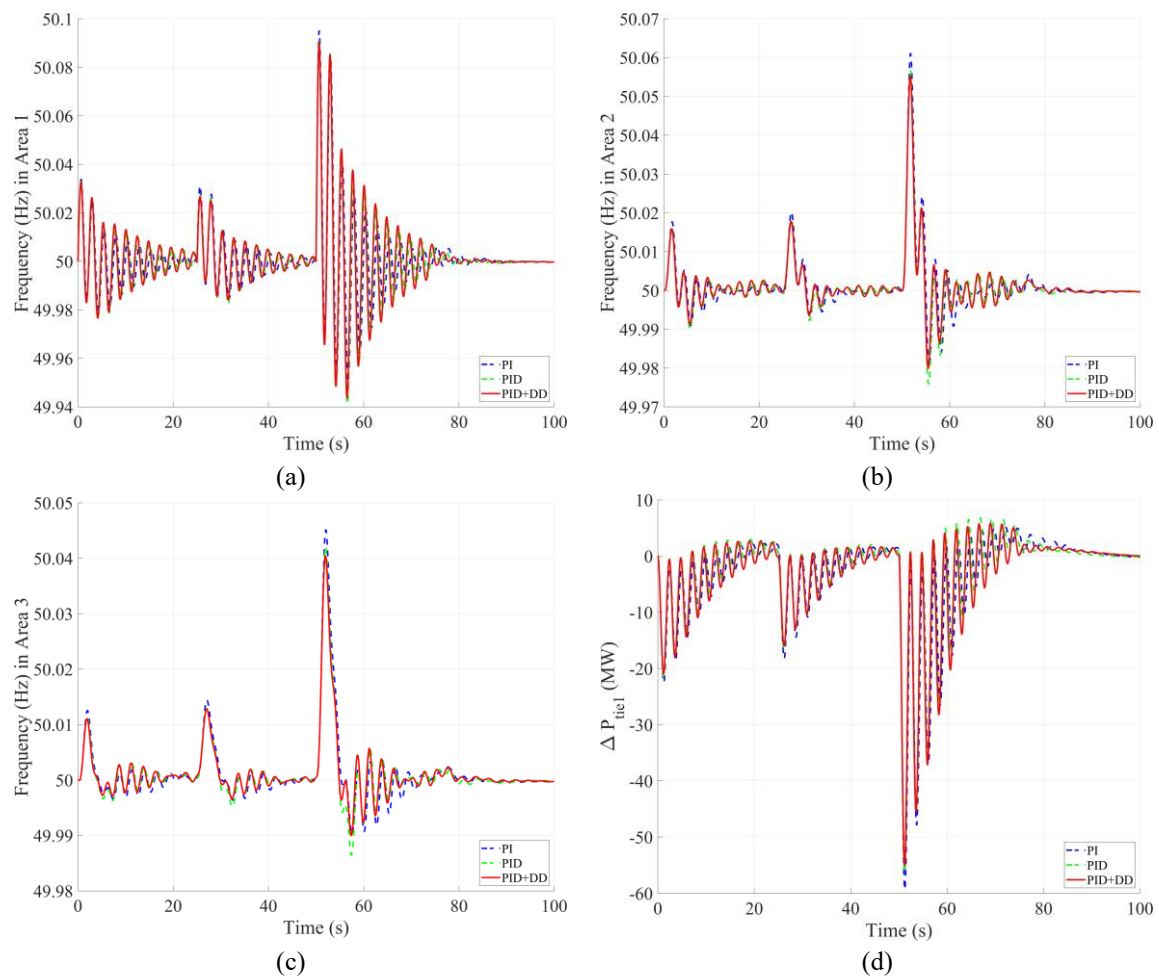 50.1
50.08
50.06
50.04
50.02
50
49.98
49.96
49.94
Frequency (Hz) in Area 1
0 20 40 60 80 100
Time (s)
PI
PID
PID+DD
(a)
50.07
50.06
50.05
50.04
50.03
50.02
50.01
50
49.99
49.98
49.97
Frequency (Hz) in Area 2
0 20 40 60 80 100
Time (s)
PI
PID
PID+DD
(b)
50.05
50.04
50.03
50.02
50.01
50
49.99
49.98
Frequency (Hz) in Area 3
0 20 40 60 80 100
Time (s)
PI
PID
PID+DD
(c)
10
0
-10
-20
-30
-40
-50
-60
Δ P_tie1 (MW)
0 20 40 60 80 100
Time (s)
PI
PID
PID+DD
(d)